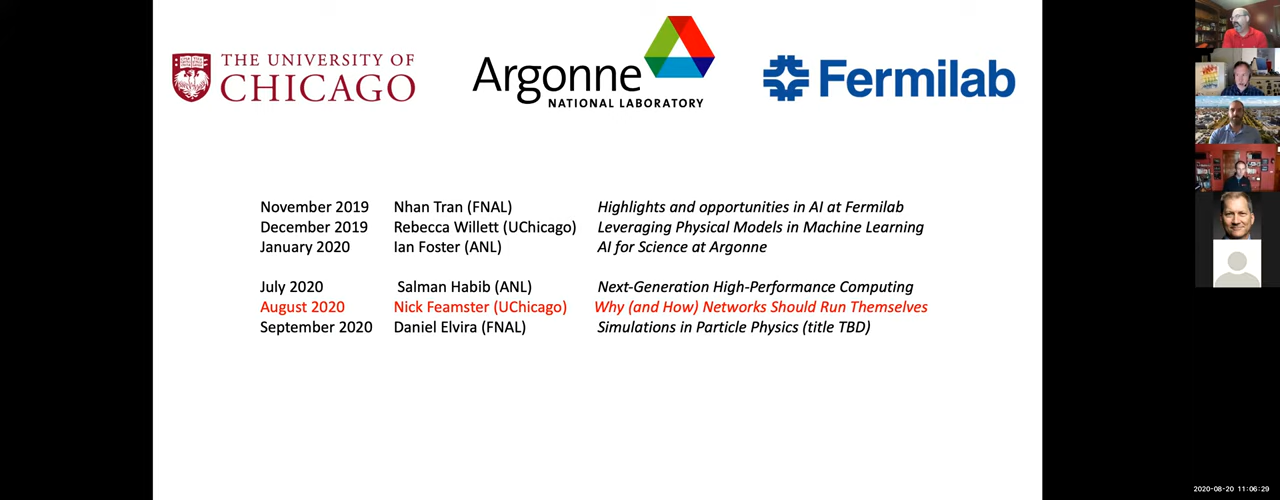 THE UNIVERSITY OF
CHICAGO
Argonne
NATIONAL LABORATORY
Fermilab
November 2019 Nhan Tran (FNAL) Highlights and opportunities in AI at Fermilab
December 2019 Rebecca Willett (UChicago) Leveraging Physical Models in Machine Learning
January 2020 Ian Foster (ANL) AI for Science at Argonne
July 2020 Salman Habib (ANL) Next-Generation High-Performance Computing
August 2020 Nick Feamster (UChicago) Why (and How) Networks Should Run Themselves
September 2020 Daniel Elvira (FNAL) Simulations in Particle Physics (title TBD)
2020-08-20 11:06:29